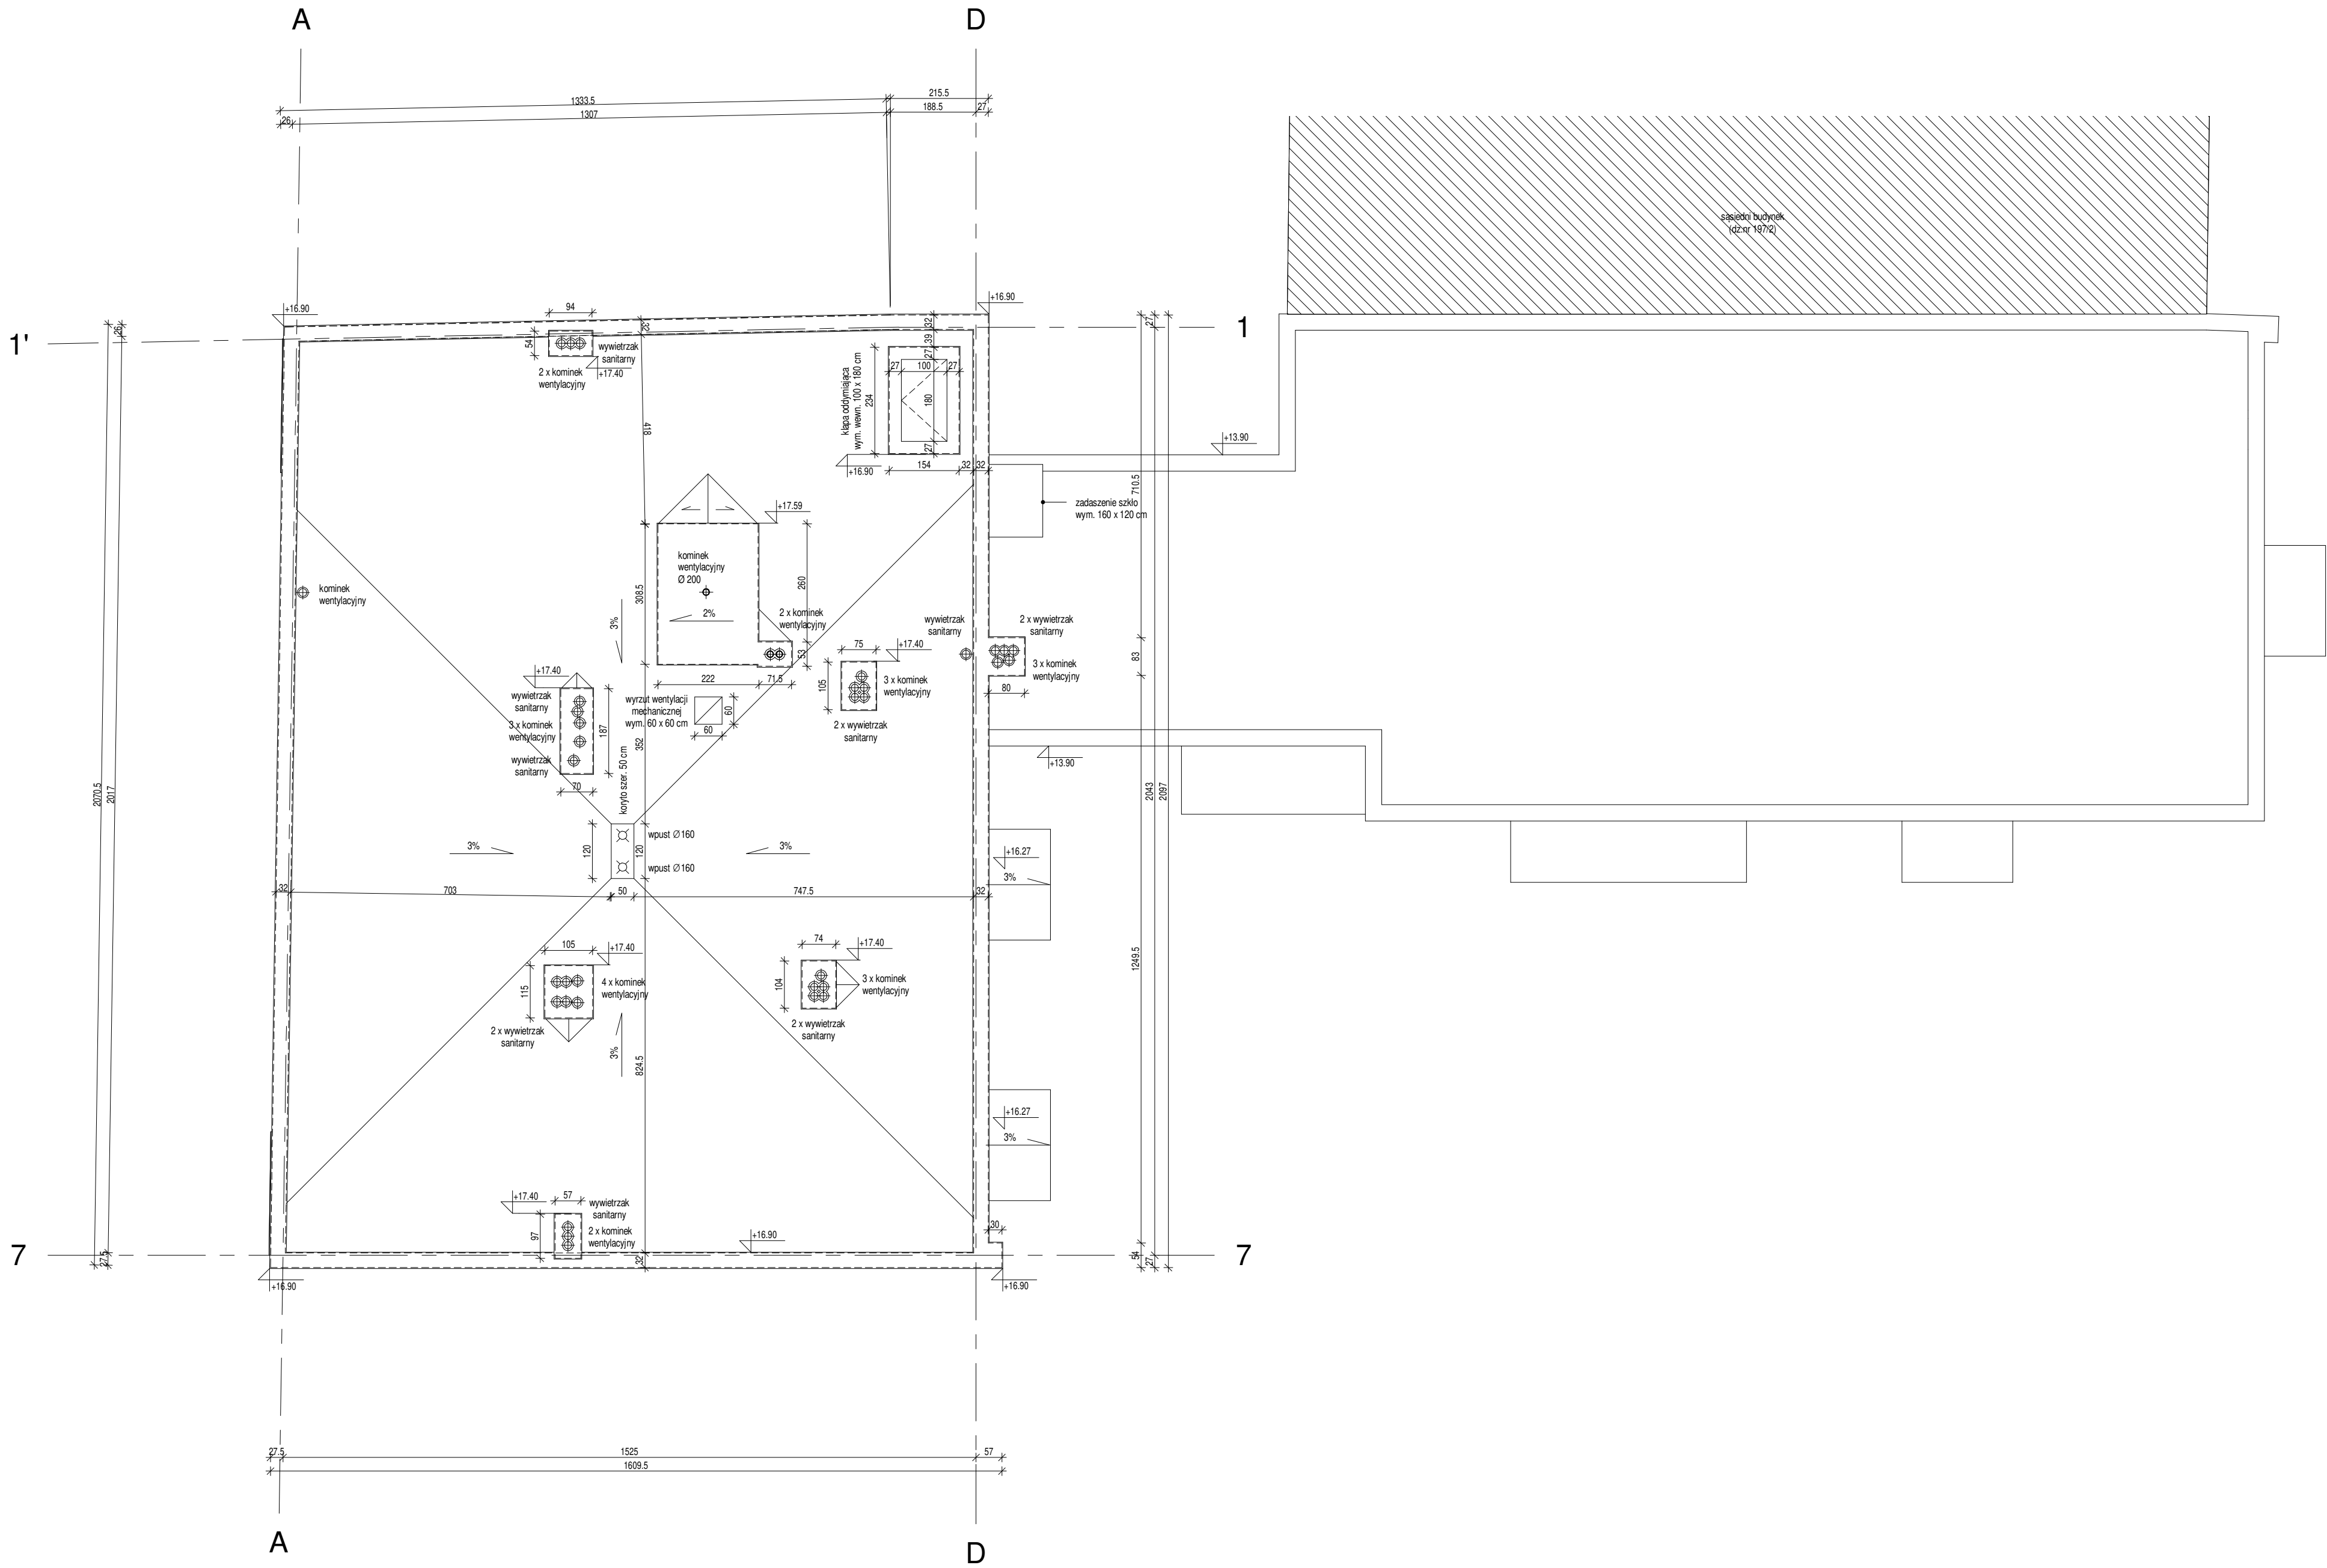 A
D
215.5
1333.5
188.5
27
1307
26
sąsiedni budynek
(dz.nr 197/2)
+16.90
94
+16.90
1'
1
26
32
32
27
54
wywietrzak
sanitarny
39
27
2 x kominek
wentylacyjny
+17.40
27
100
27
klapa oddymiająca
wym. wewn. 100 x 180 cm
234
180
418
27
+13.90
+16.90
154
32
32
710.5
zadaszenie szkło
wym. 160 x 120 cm
+17.59
kominek
wentylacyjny
Ø 200
260
308.5
kominek
wentylacyjny
2%
3%
2 x kominek
wentylacyjny
53
wywietrzak
sanitarny
2 x wywietrzak
sanitarny
83
3 x kominek
wentylacyjny
80
75
+17.40
105
3 x kominek
wentylacyjny
2 x wywietrzak
sanitarny
222
71.5
+17.40
wywietrzak
sanitarny
3 x kominek
wentylacyjny
wywietrzak
sanitarny
187
70
wyrzut wentylacji
mechanicznej
wym. 60 x 60 cm
60
60
352
koryto szer. 50 cm
+13.90
2070.5
2017
2043
2097
wpust ∅160
wpust ∅160
120
120
3%
3%
+16.27
3%
32
703
50
747.5
32
105
+17.40
115
4 x kominek
wentylacyjny
2 x wywietrzak
sanitarny
74
+17.40
104
3 x kominek
wentylacyjny
2 x wywietrzak
sanitarny
1249.5
3%
824.5
+16.27
3%
+17.40
57
wywietrzak
sanitarny
97
2 x kominek
wentylacyjny
+16.90
30
32
7
7
27.5
54
27
+16.90
+16.90
27.5
1525
57
1609.5
A
D